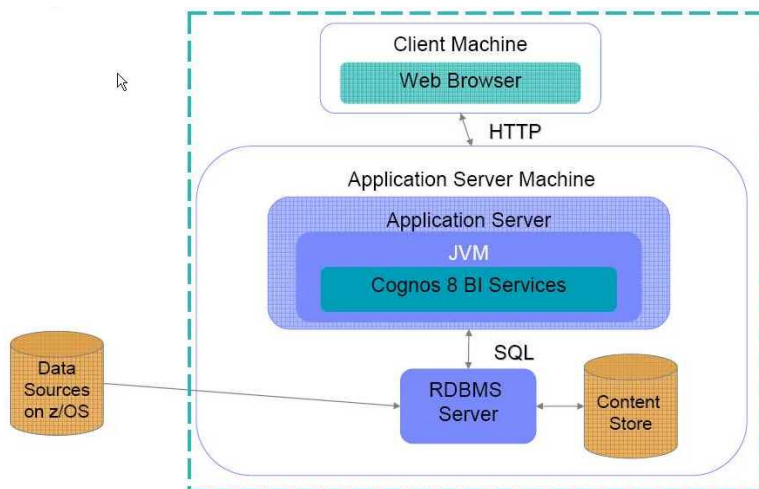 Client Machine
Web Browser
HTTP
Application Server Machine
Application Server
JVM
Cognos 8 BI Services
SQL
Data
Sources
on z/OS
RDBMS
Server
Content
Store